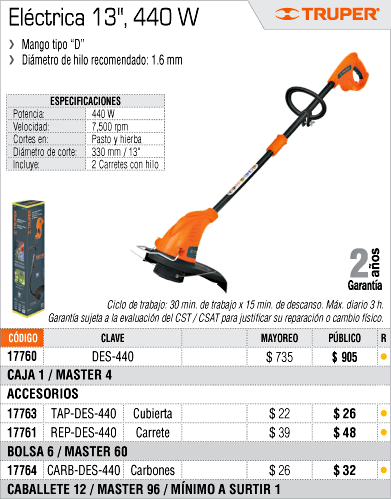 Eléctrica 13", 440 W
TRUPER
Mango tipo “D”
Diámetro de hilo recomendado: 1.6 mm
ESPECIFICACIONES
Potencia: 440 W
Velocidad: 7,500 rpm
Cortes en: Pasto y hierba
Diámetro de corte: 330 mm / 13"
Incluye: 2 Carretes con hilo
2 años
Garantía
Ciclo de trabajo: 30 min. de trabajo x 15 min. de descanso. Máx. diario 3 h.
Garantía sujeta a la evaluación del CST / CSAT para justificar su reparación o cambio físico.
CÓDIGO CLAVE MAYOREO PÚBLICO R
17760 DES-440 $ 735 $ 905
CAJA 1 / MASTER 4
ACCESORIOS
17763 TAP-DES-440 Cubierta $ 22 $ 26
17761 REP-DES-440 Carrete $ 39 $ 48
BOLSA 6 / MASTER 60
17764 CARB-DES-440 Carbones $ 26 $ 32
CABALLETE 12 / MASTER 96 / MÍNIMO A SURTIR 1